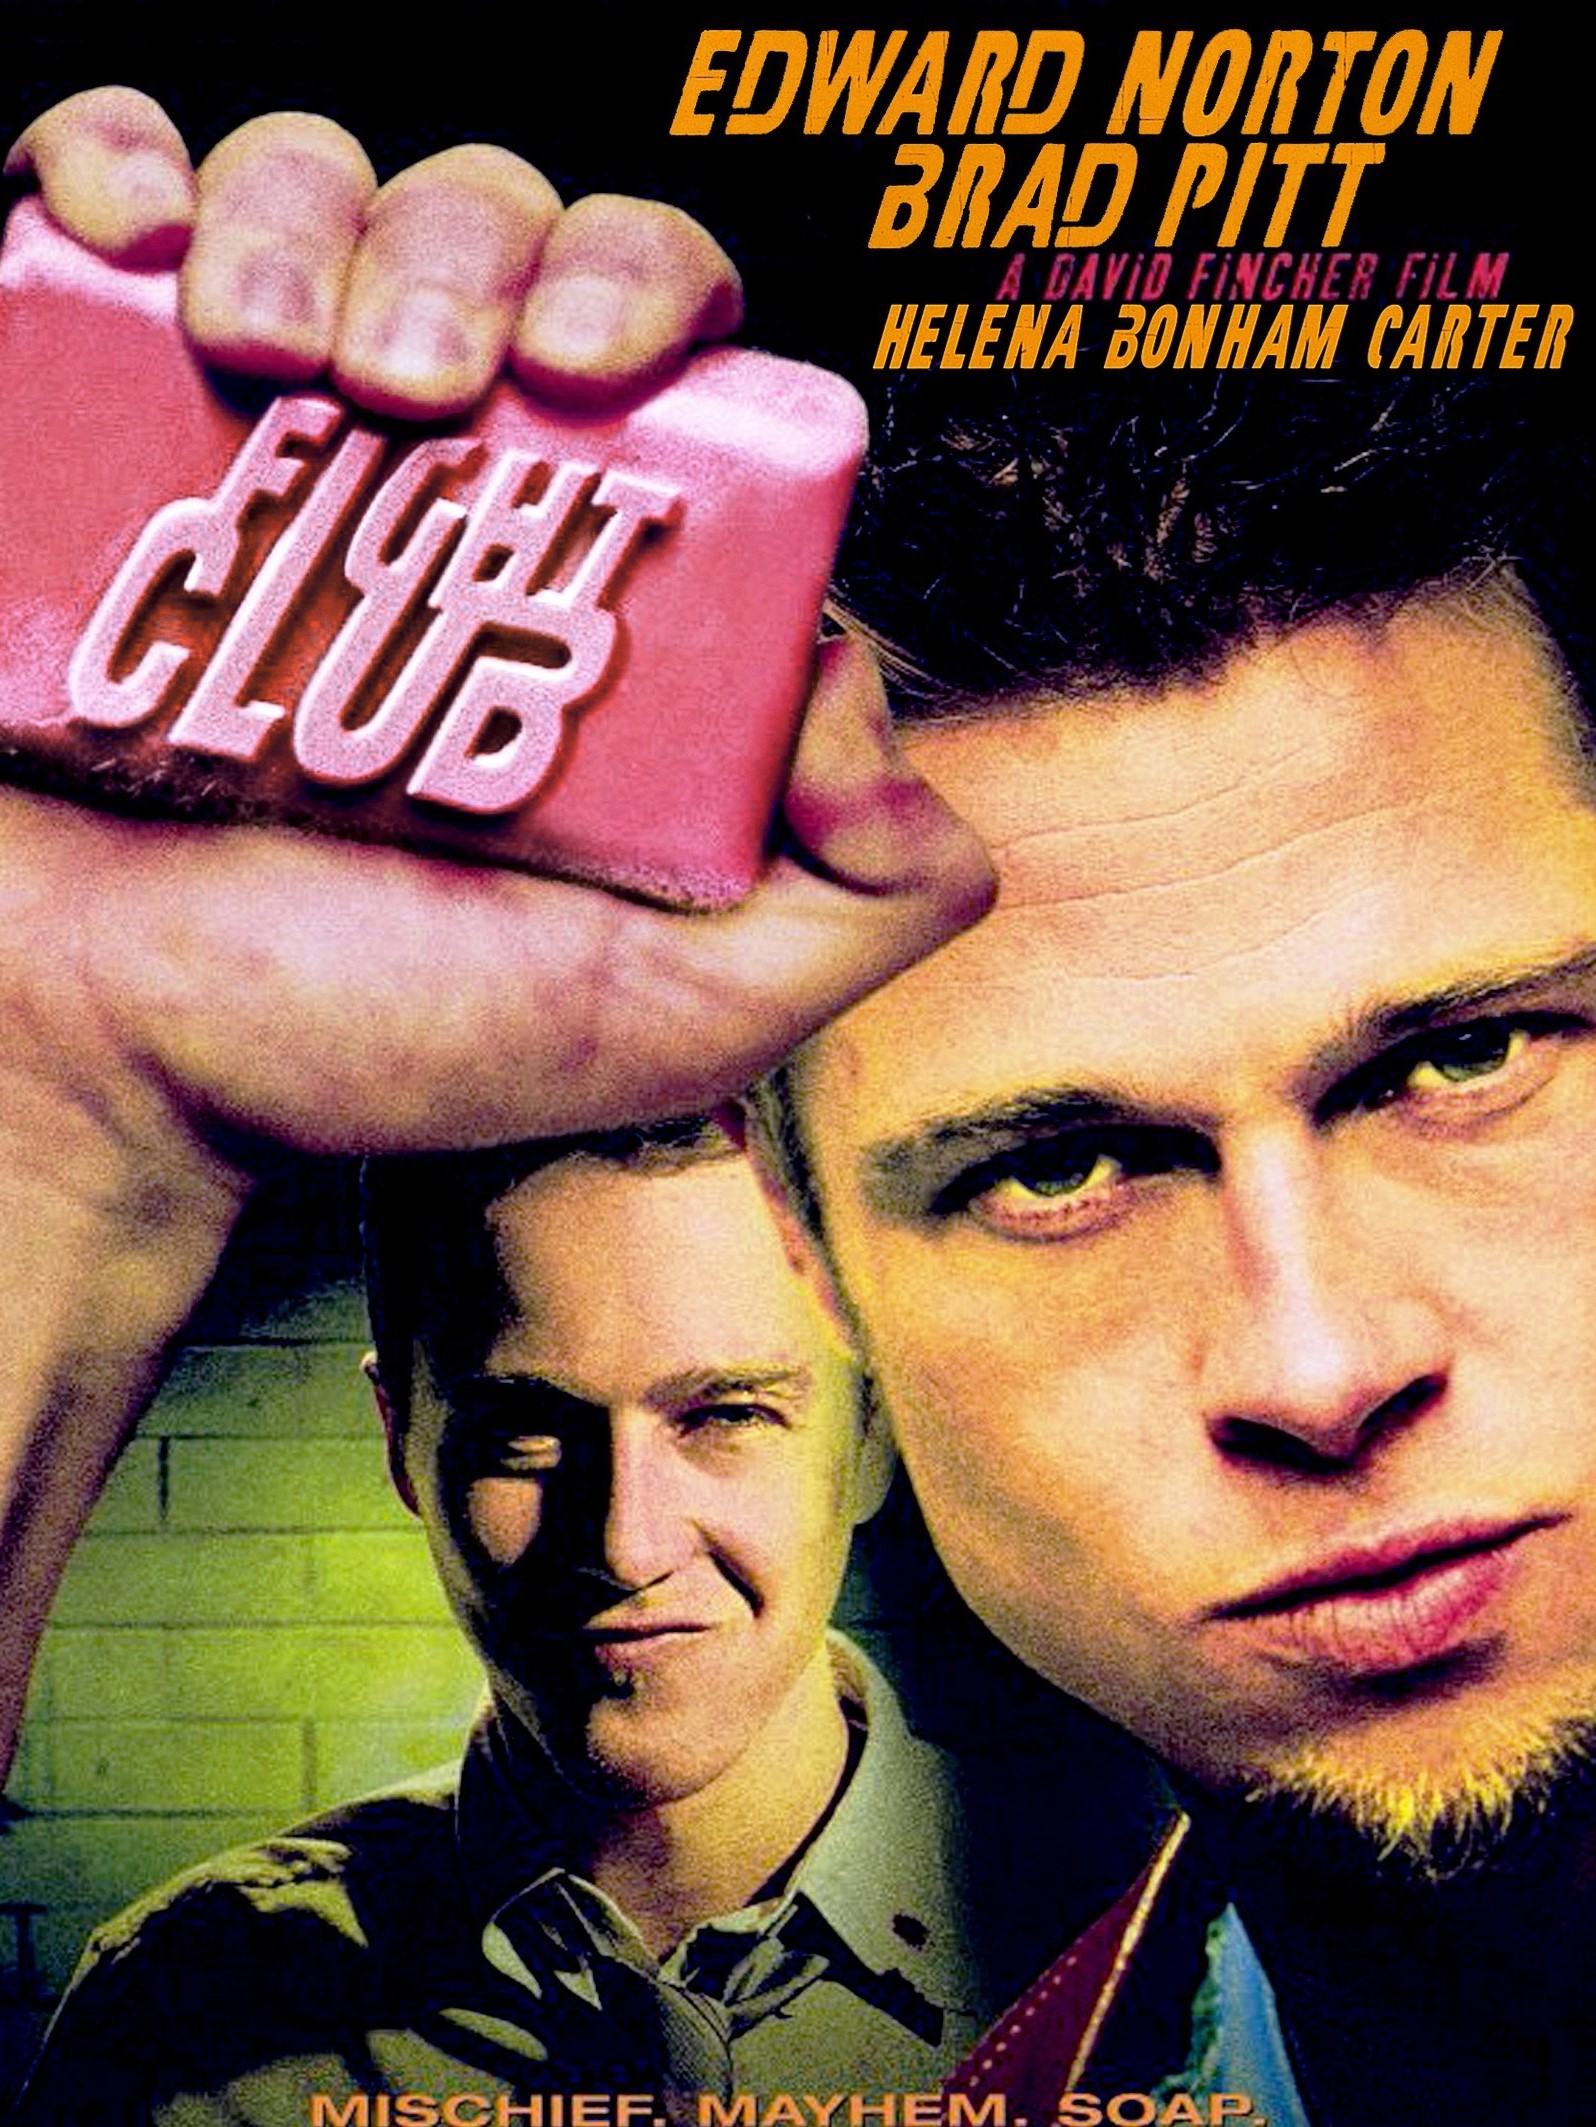 EDWARD NORTON
BRAD PITT
A DAViD FiNCHER FiLM
HELENA BONHAM CARTER
FIGHT
CLUB
MISCHIEF. MAYHEM. SOAP.